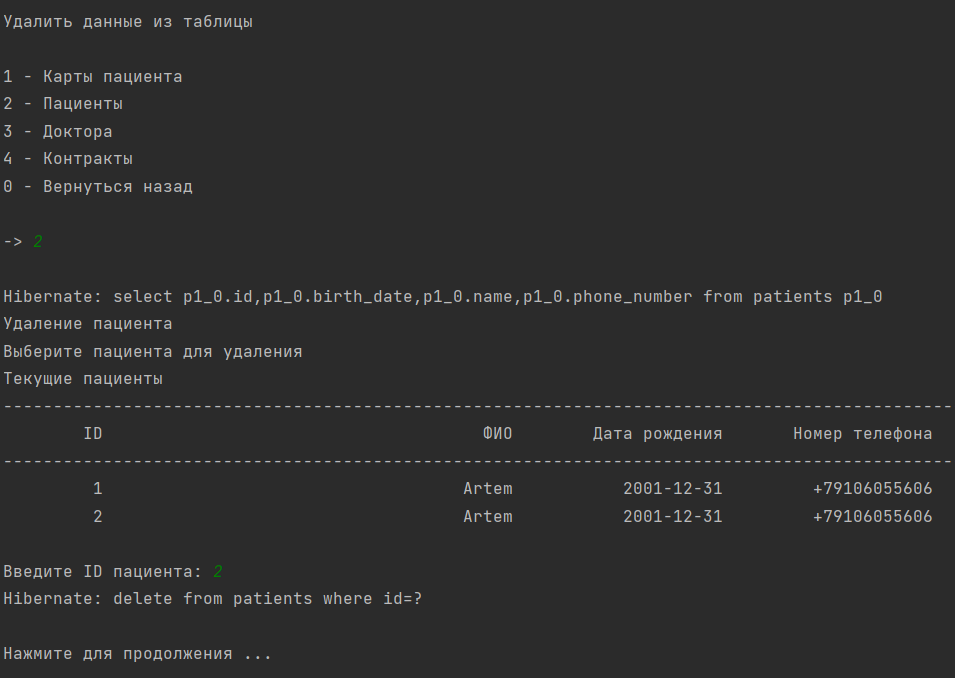 Удалить данные из таблицы
1 - Карты пациента
2 - Пациенты
3 - Доктора
4 - Контракты
0 - Вернуться назад
-> 2
Hibernate: select p1_0.id,p1_0.birth_date,p1_0.name,p1_0.phone_number from patients p1_0
Удаление пациента
Выберите пациента для удаления
Текущие пациенты
-----------------------------------------------------------------------------------------------
ID ФИО Дата рождения Номер телефона
-----------------------------------------------------------------------------------------------
1 Artem 2001-12-31 +79106055606
2 Artem 2001-12-31 +79106055606
Введите ID пациента: 2
Hibernate: delete from patients where id=?
Нажмите для продолжения ...